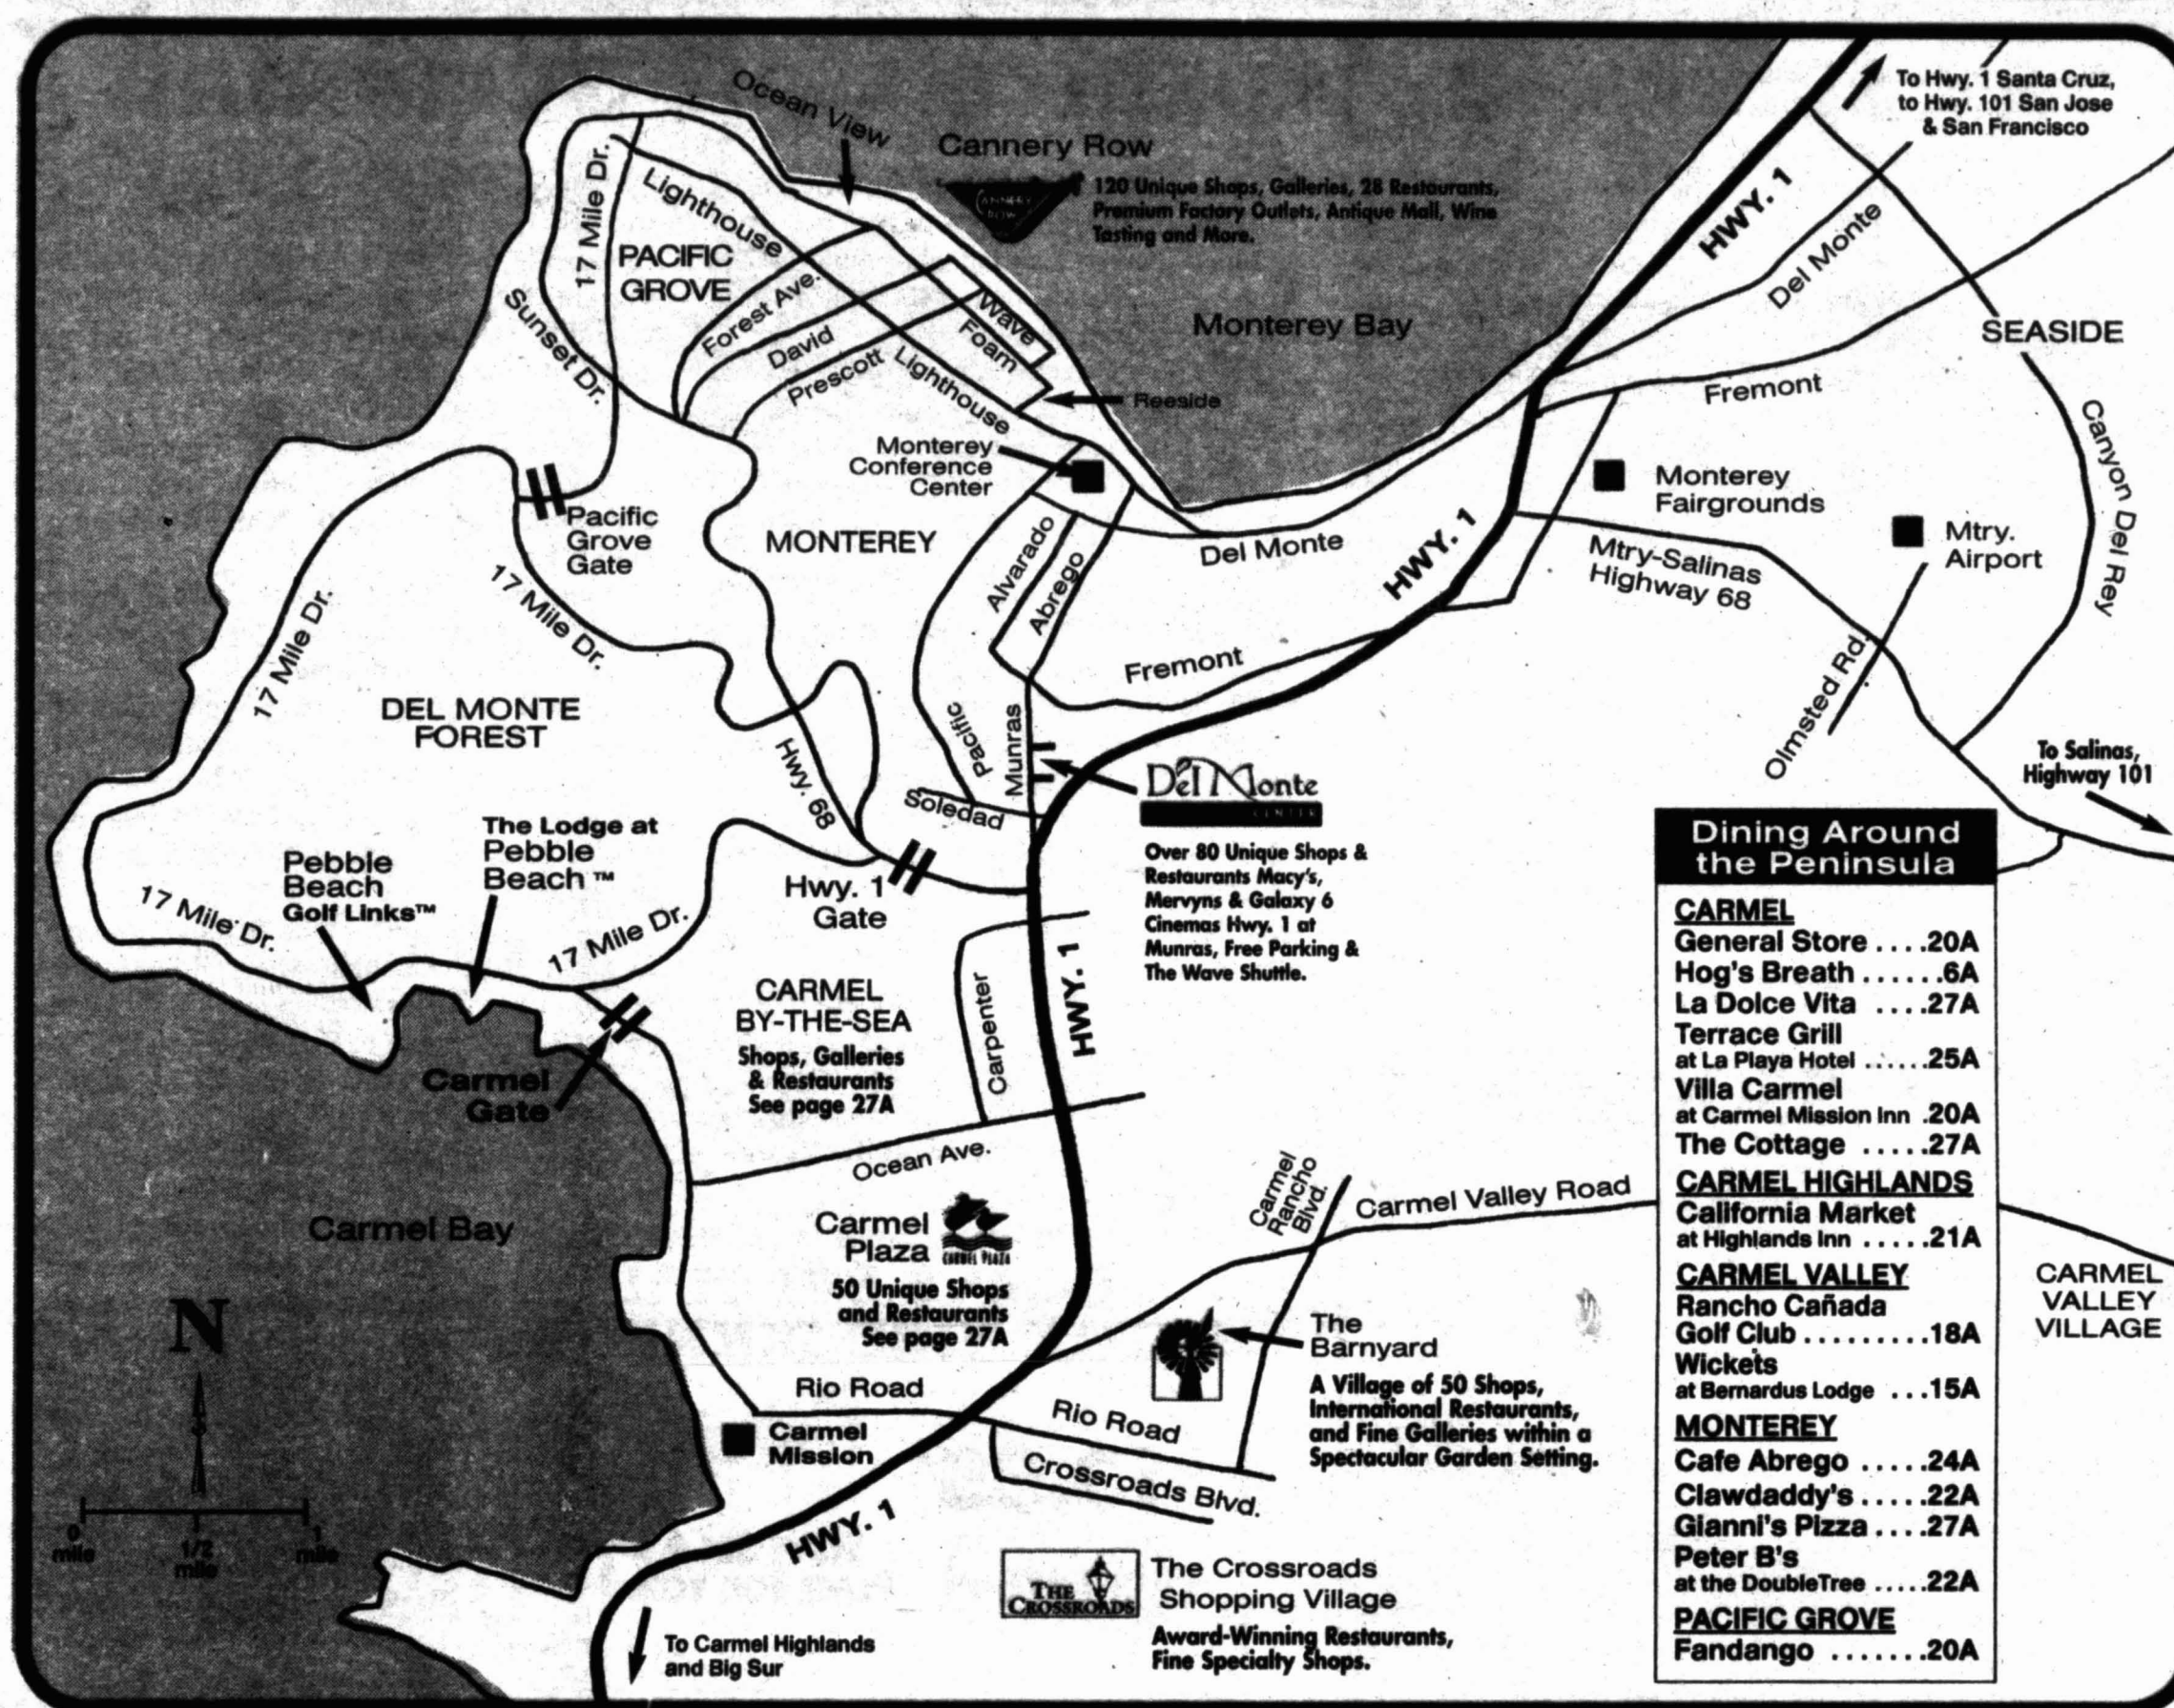 To Hwy. 1 Santa Cruz,
to Hwy. 101 San Jose
& San Francisco
Ocean View
Cannery Row
CANNERY
ROW
120 Unique Shops, Galleries, 28 Restaurants,
Premium Factory Outlets, Antique Mall, Wine
Tasting and More.
HWY. 1
17 Mile Dr.
Lighthouse
PACIFIC
GROVE
Del Monte
Sunset Dr.
Forest Ave.
David
Prescott
Lighthouse
Wave
Foam
Monterey Bay
SEASIDE
Reeside
Fremont
Canyon Del Rey
Monterey
Conference
Center
Monterey
Fairgrounds
Mtry.
Airport
Pacific
Grove
Gate
MONTEREY
Alvarado
Abrego
Del Monte
HWY. 1
Mtry-Salinas
Highway 68
17 Mile Dr.
17 Mile Dr.
Fremont
Olmsted Rd.
DEL MONTE
FOREST
Hwy. 68
Pacific
Munras
Soledad
Del Monte
CENTER
To Salinas,
Highway 101
Over 80 Unique Shops &
Restaurants Macy's,
Mervyns & Galaxy 6
Cinemas Hwy. 1 at
Munras, Free Parking &
The Wave Shuttle.
The Lodge at
Pebble
Beach™
Pebble
Beach
Golf Links™
17 Mile Dr.
17 Mile Dr.
Hwy. 1
Gate
CARMEL
BY-THE-SEA
Shops, Galleries
& Restaurants
See page 27A
Carpenter
HWY. 1
Carmel
Gate
Ocean Ave.
Carmel Bay
Carmel
Plaza
CARMEL PLAZA
50 Unique Shops
and Restaurants
See page 27A
Carmel
Rancho
Blvd.
Carmel Valley Road
CARMEL
VALLEY
VILLAGE
The
Barnyard
A Village of 50 Shops,
International Restaurants,
and Fine Galleries within a
Spectacular Garden Setting.
Rio Road
Rio Road
Carmel
Mission
Crossroads Blvd.
HWY. 1
THE
CROSSROADS
The Crossroads
Shopping Village
Award-Winning Restaurants,
Fine Specialty Shops.
To Carmel Highlands
and Big Sur
N
0
mile
1/2
mile
1
mile
Dining Around
the Peninsula
CARMEL
General Store ....20A
Hog's Breath ......6A
La Dolce Vita ....27A
Terrace Grill
at La Playa Hotel ......25A
Villa Carmel
at Carmel Mission Inn .20A
The Cottage .....27A
CARMEL HIGHLANDS
California Market
at Highlands Inn .....21A
CARMEL VALLEY
Rancho Cañada
Golf Club .........18A
Wickets
at Bernardus Lodge ...15A
MONTEREY
Cafe Abrego .....24A
Clawdaddy's .....22A
Gianni's Pizza ....27A
Peter B's
at the DoubleTree .....22A
PACIFIC GROVE
Fandango .......20A